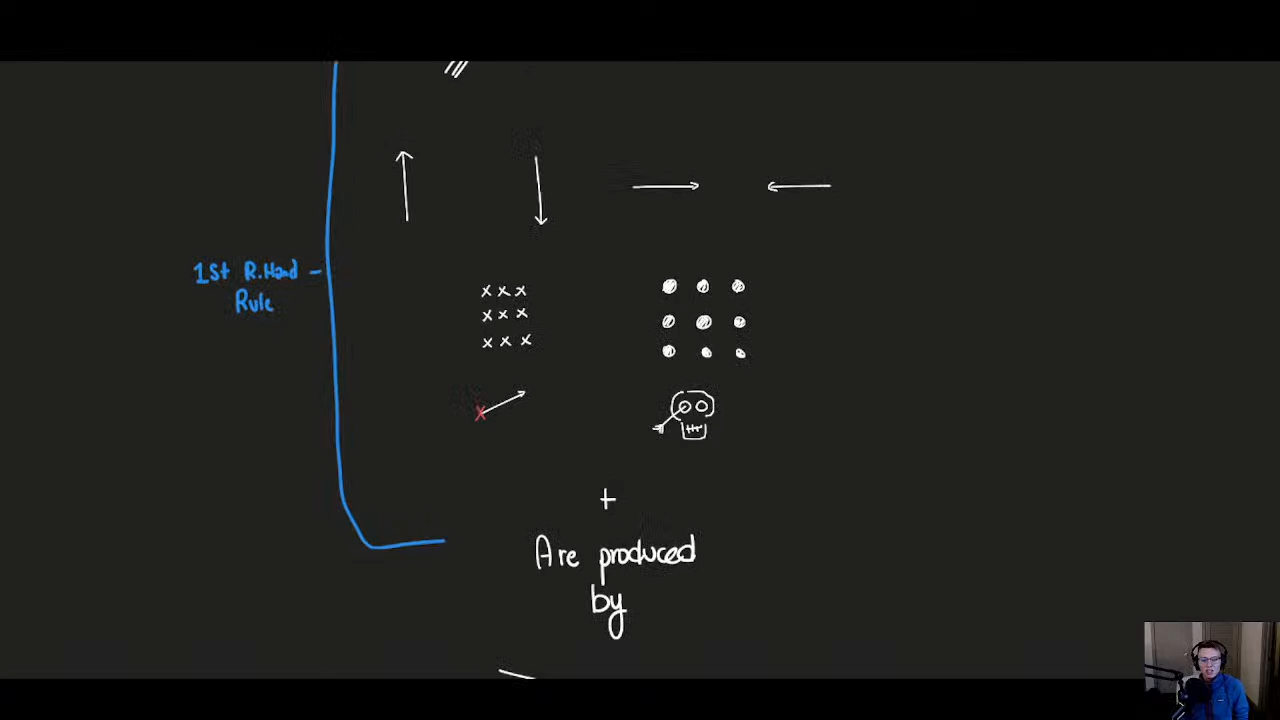 1st R.Hand
Rule
x x x
x x x
x x x
x
+
Are produced
by